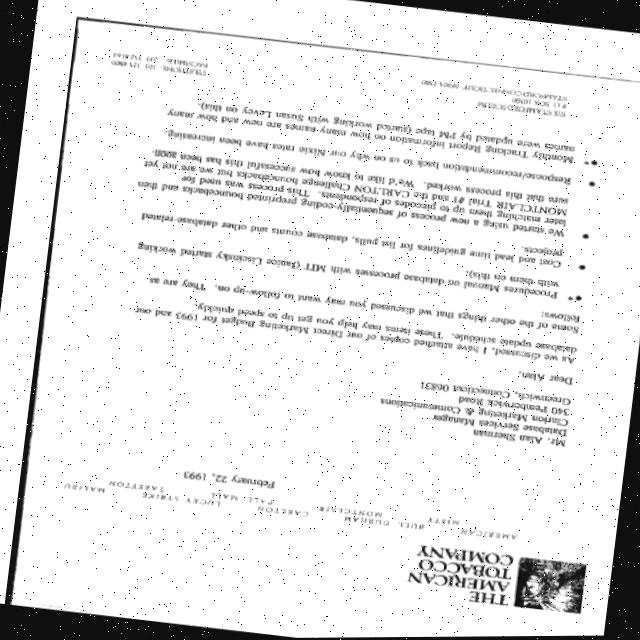 THE
AMERICAN
TOBACCO
COMPANY
AMERICAN MISTY BULL DURHAM MONTCLAIR CARLTON LUCKY STRIKE PALL MALL TAREYTON MALIBU
February 22, 1993
Mr. Alan Sherman
Database Services Manager
Clarion Marketing & Communications
340 Pemberwick Road
Greenwich, Connecticut 06831
Dear Alan:
As we discussed, I have attached copies of our Direct Marketing Budget for 1993 and our
database update schedule. These items may help you get up to speed quickly.
Some of the other things that we discussed you may want to follow-up on. They are as
follows:
•* Procedures Manual on database processes with MIT (Janice Liscinsky started working
with them on this);
• Cost and lead time guidelines for list pulls, database counts and other database-related
projects.
• We started using a new process of sequentially-coding preprinted bouncebacks and then
later matching them up to barcodes of respondents. This process was used for
MONTCLAIR Trial #1 and the CARLTON Challenge bouncebacks but we are not yet
sure that this process worked. We'd like to know how successful this has been soon.
• Response/recommendation back to us on why our Nixie rates have been increasing.
•* Monthly Tracking Report information on how many names are new and how many
names were updated by PM tape (started working with Susan Levey on this).
SIX STAMFORD FORUM
P.O. BOX 10380
STAMFORD, CONNECTICUT 06904-2380
TELEPHONE: 203 325-4900
FACSIMILE: 203